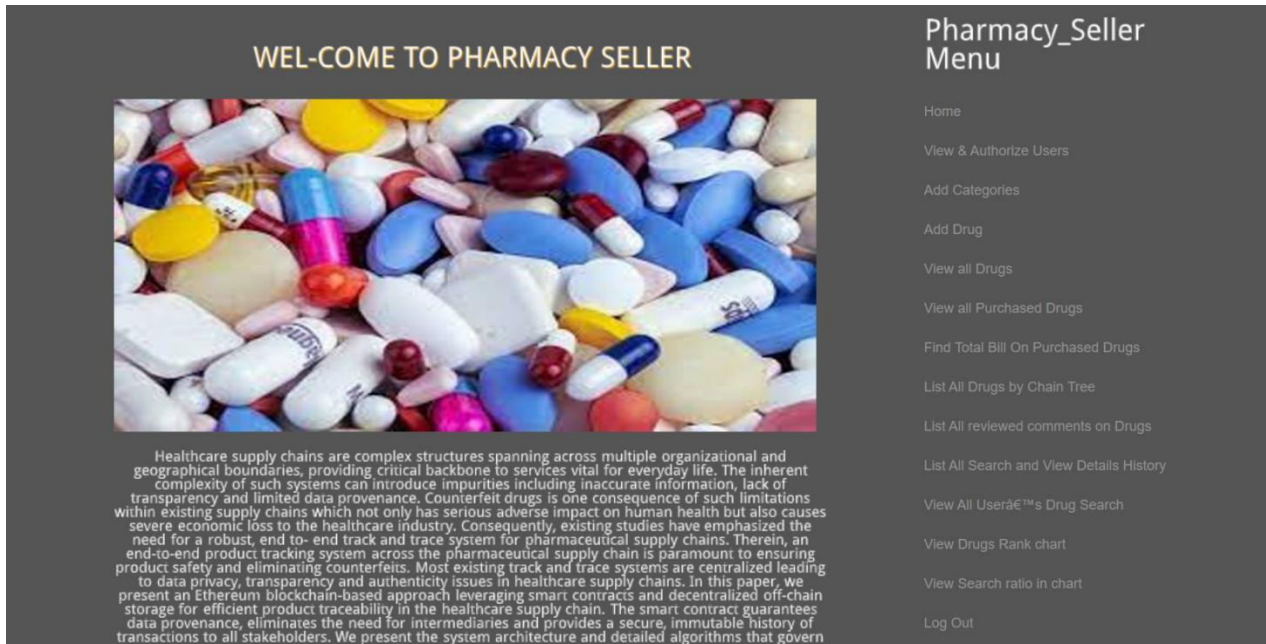 WEL-COME TO PHARMACY SELLER
Healthcare supply chains are complex structures spanning across multiple organizational and
geographical boundaries, providing critical backbone to services vital for everyday life. The inherent
complexity of such systems can introduce impurities including inaccurate information, lack of
transparency and limited data provenance. Counterfeit drugs is one consequence of such limitations
within existing supply chains which not only has serious adverse impact on human health but also causes
severe economic loss to the healthcare industry. Consequently, existing studies have emphasized the
need for a robust, end to- end track and trace system for pharmaceutical supply chains. Therein, an
end-to-end product tracking system across the pharmaceutical supply chain is paramount to ensuring
product safety and eliminating counterfeits. Most existing track and trace systems are centralized leading
to data privacy, transparency and authenticity issues in healthcare supply chains. In this paper, we
present an Ethereum blockchain-based approach leveraging smart contracts and decentralized off-chain
storage for efficient product traceability in the healthcare supply chain. The smart contract guarantees
data provenance, eliminates the need for intermediaries and provides a secure, immutable history of
transactions to all stakeholders. We present the system architecture and detailed algorithms that govern
Pharmacy_Seller
Menu
Home
View & Authorize Users
Add Categories
Add Drug
View all Drugs
View all Purchased Drugs
Find Total Bill On Purchased Drugs
List All Drugs by Chain Tree
List All reviewed comments on Drugs
List All Search and View Details History
View All Userâ€™s Drug Search
View Drugs Rank chart
View Search ratio in chart
Log Out